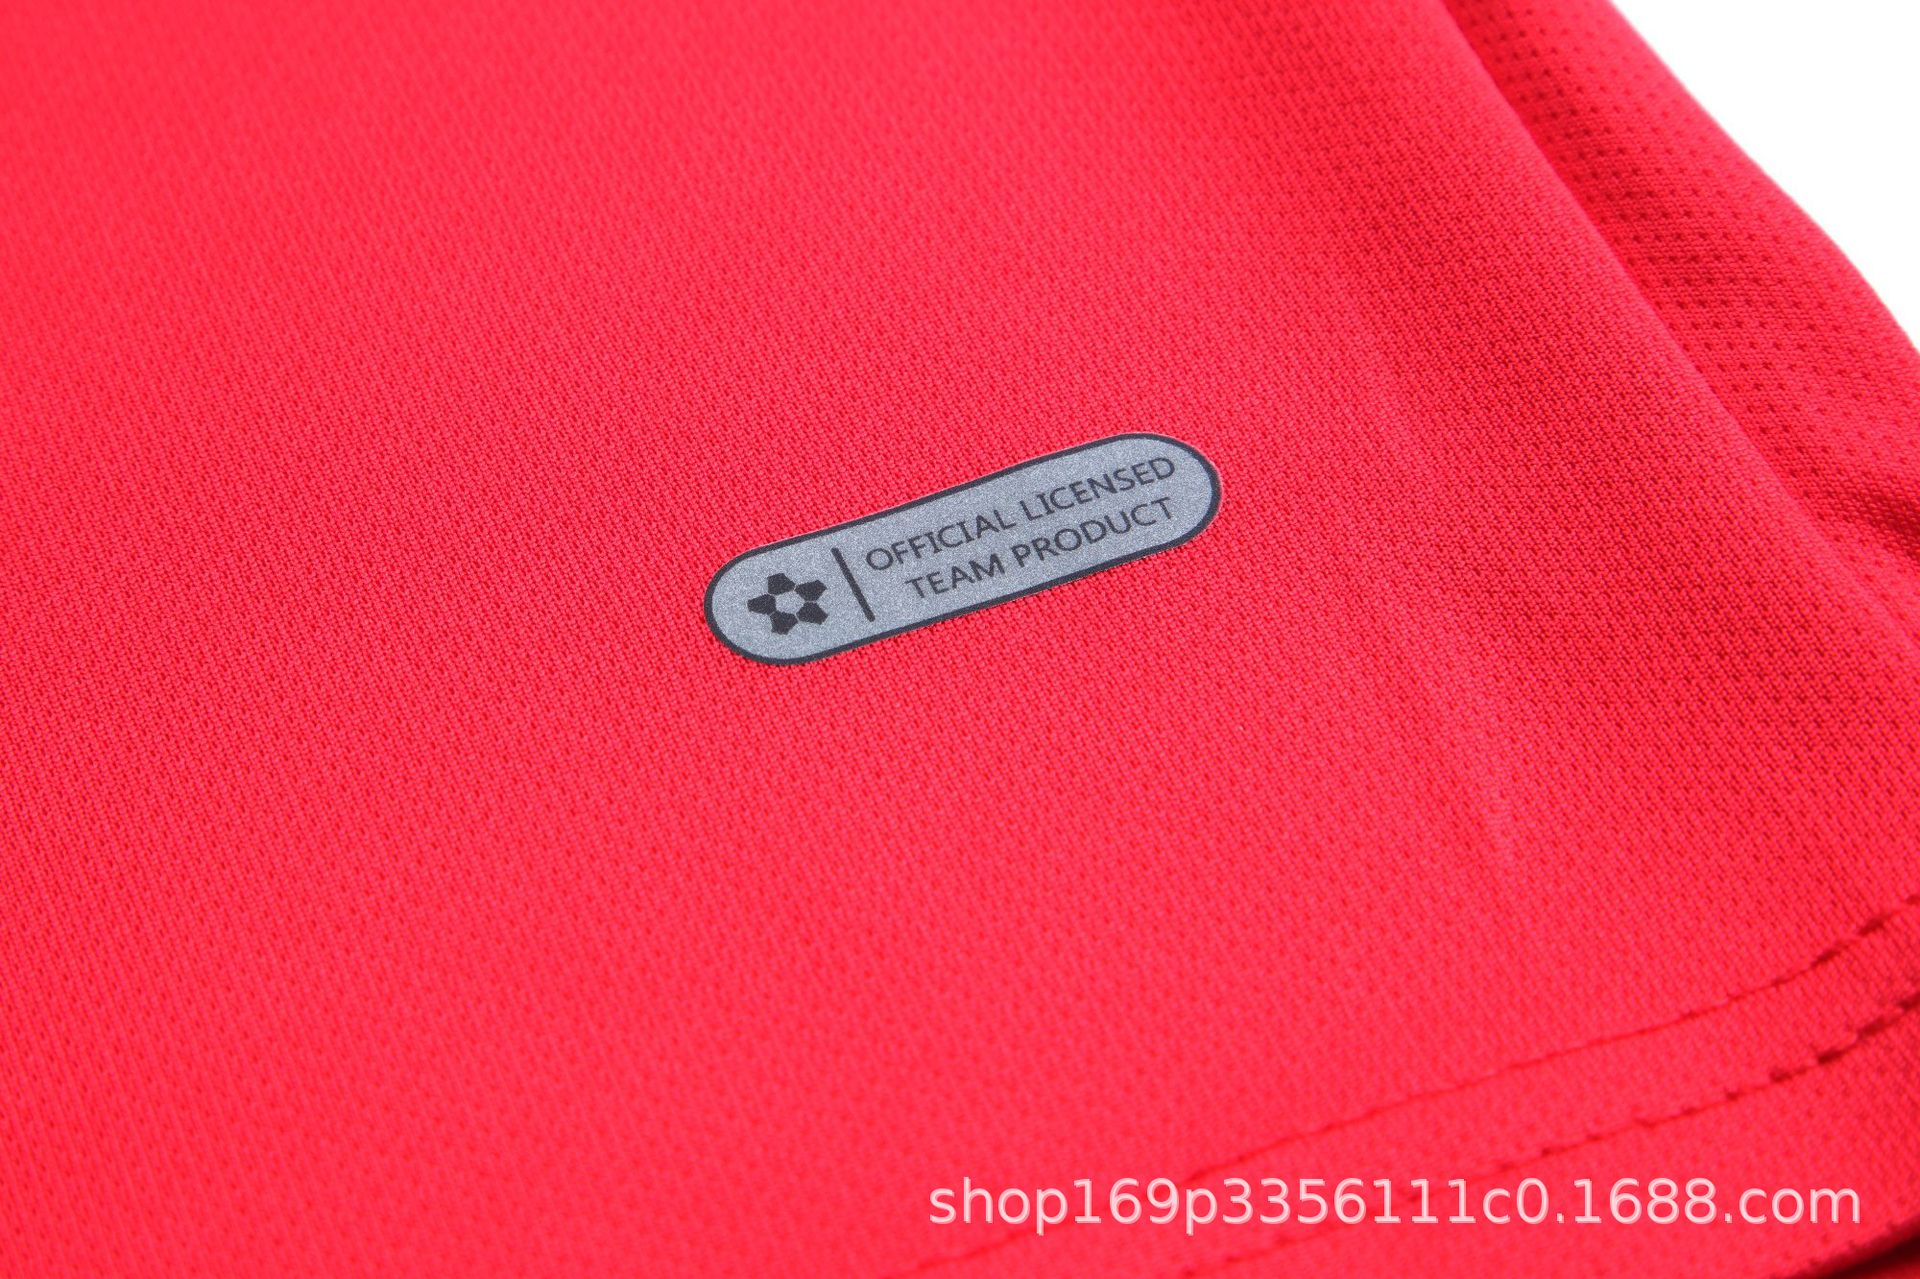 OFFICIAL LICENSED
TEAM PRODUCT
shop169p3356111c0.1688.com